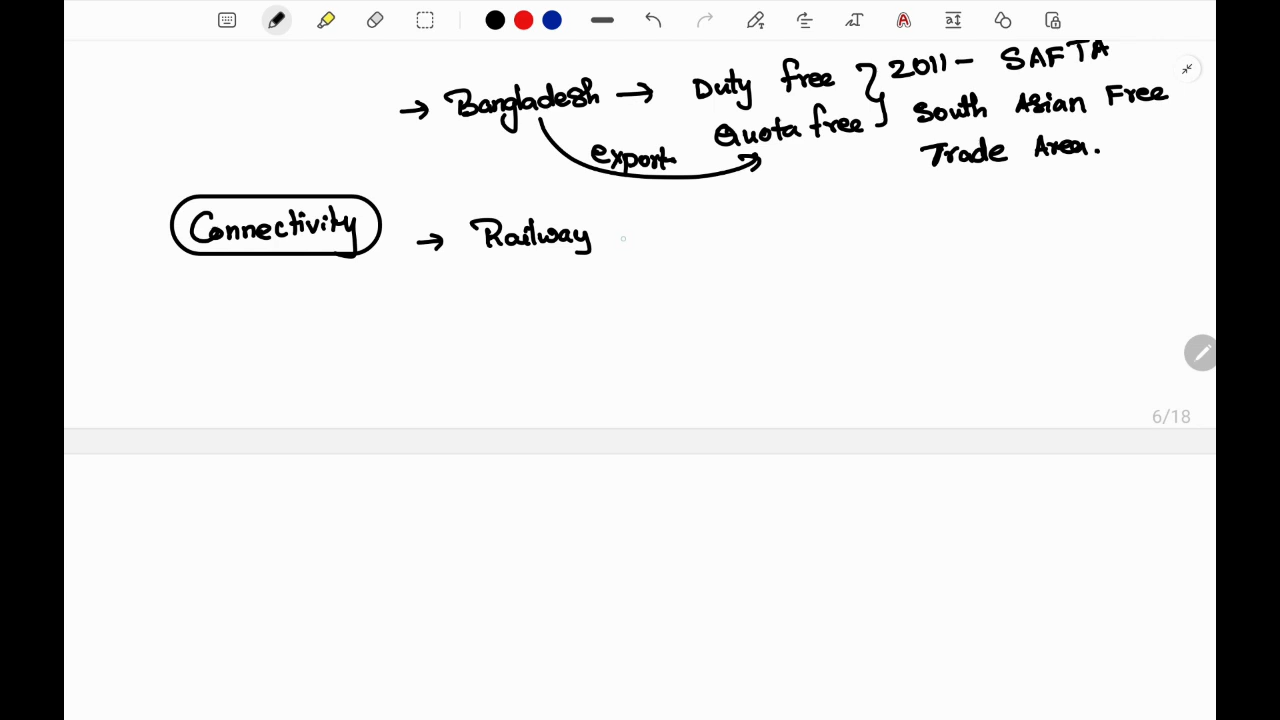 → Bangladesh → Duty free } 2011 - SAFTA
Quota free South Asian Free
export Trade Area.
Connectivity → Railway
6/18